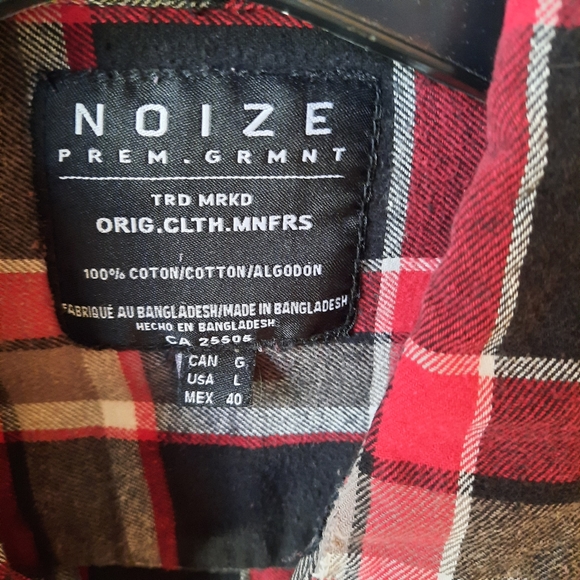 NOIZE
PREM.GRMNT
TRD MRKD
ORIG.CLTH.MNFRS
100% COTON/COTTON/ALGODÓN
FABRIQUÉ AU BANGLADESH/MADE IN BANGLADESH
HECHO EN BANGLADESH
CA 25505
CAN G
USA L
MEX 40